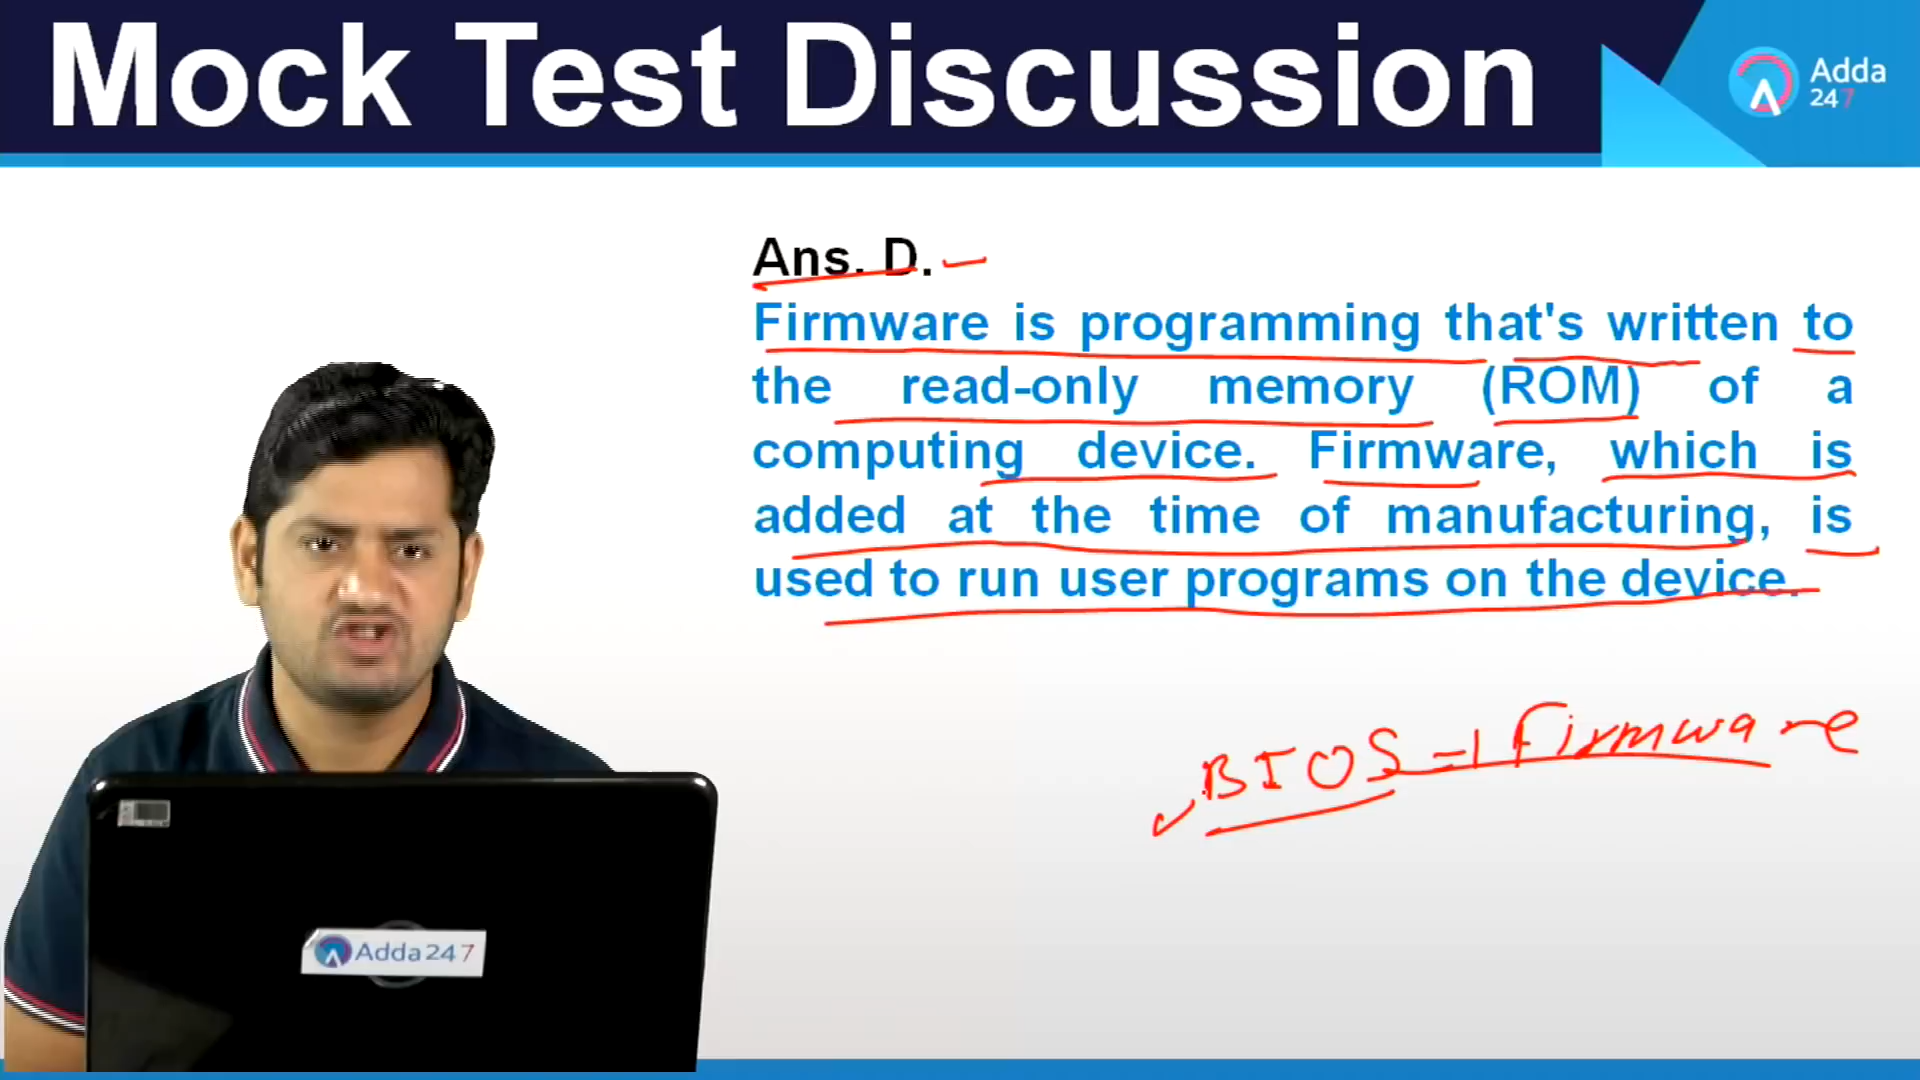 Mock Test Discussion
Adda
247
Ans. D.
Firmware is programming that's written to
the read-only memory (ROM) of a
computing device. Firmware, which is
added at the time of manufacturing, is
used to run user programs on the device.
BIOS = Firmware
Adda247